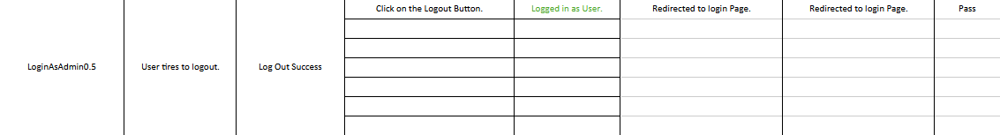 Click on the Logout Button.
Logged in as User.
Redirected to login Page.
Redirected to login Page.
Pass
LoginAsAdmin0.5
User tires to logout.
Log Out Success